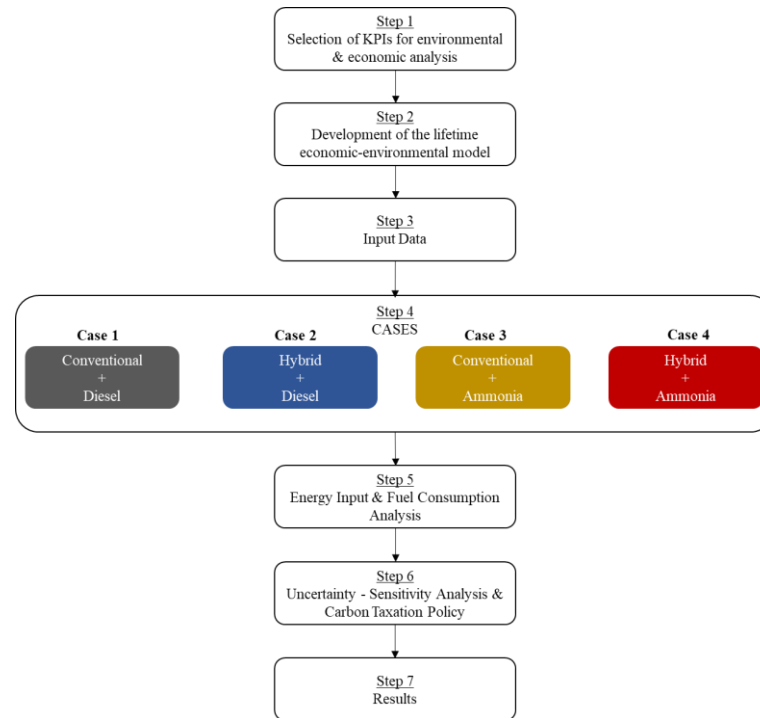 Step 1
Selection of KPIs for environmental
& economic analysis
Step 2
Development of the lifetime
economic-environmental model
Step 3
Input Data
Step 4
CASES
Case 1
Conventional
+
Diesel
Case 2
Hybrid
+
Diesel
Case 3
Conventional
+
Ammonia
Case 4
Hybrid
+
Ammonia
Step 5
Energy Input & Fuel Consumption
Analysis
Step 6
Uncertainty - Sensitivity Analysis &
Carbon Taxation Policy
Step 7
Results